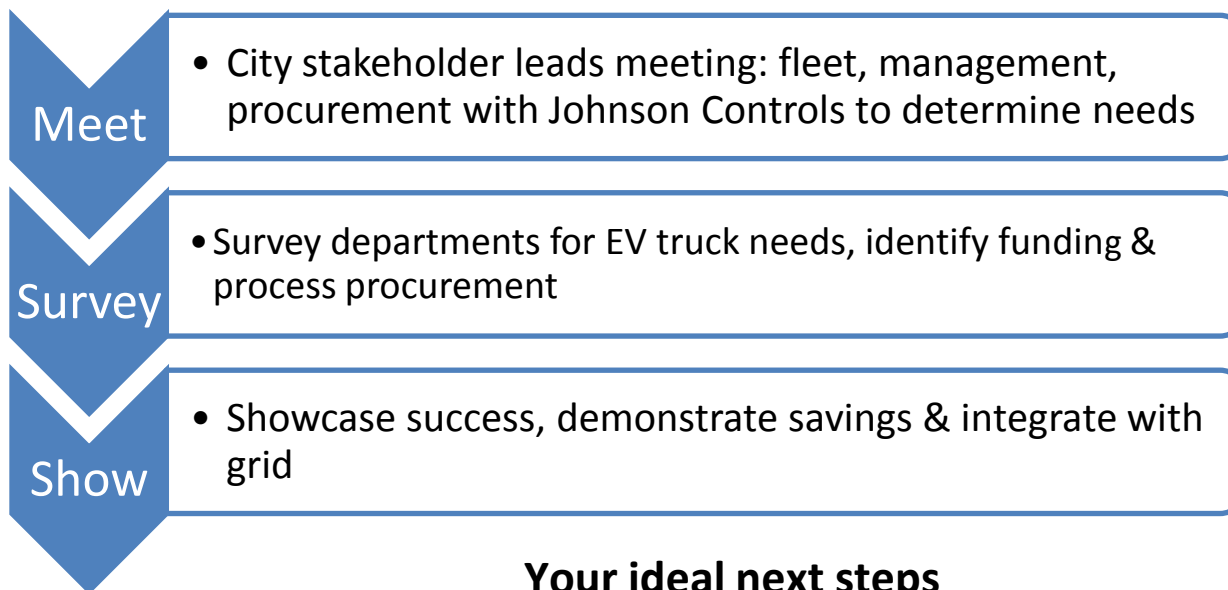 Meet
• City stakeholder leads meeting: fleet, management,
procurement with Johnson Controls to determine needs
Survey
• Survey departments for EV truck needs, identify funding &
process procurement
Show
• Showcase success, demonstrate savings & integrate with
grid
Your ideal next steps